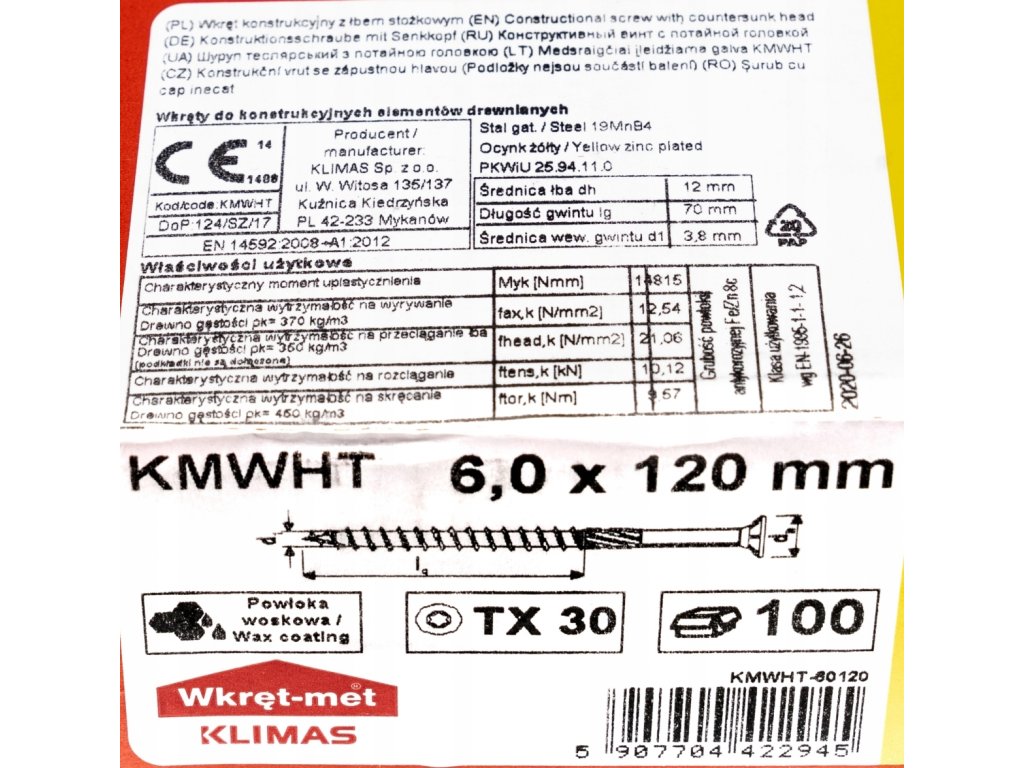 (PL) Wkręt konstrukcyjny z łbem stożkowym (EN) Constructional screw with countersunk head
(DE) Konstruktionsschraube mit Senkkopf (RU) Конструктивный винт с потайной головкой
(UA) Шуруп теслярський з потайною головкою (LT) Medsraigčiai įleidžiama galva KMWHT
(CZ) Konstrukční vrut se zápustnou hlavou (Podložky nejsou součástí balení) (RO) Şurub cu
cap inecat
Wkręty do konstrukcyjnych elementów drewnianych
CE 14
1488
Kod/code: KMWHT
DoP:124/SZ/17
Producent /
manufacturer:
KLIMAS Sp. z o.o.
ul. W. Witosa 135/137
Kuźnica Kiedrzyńska
PL 42-233 Mykanów
EN 14592:2008+A1:2012
Stal gat. / Steel 19MnB4
Ocynk żółty / Yellow zinc plated
PKWiU 25.94.11.0
Średnica łba dh 12 mm
Długość gwintu lg 70 mm
Średnica wew. gwintu d1 3,8 mm
20
PAP
Właściwości użytkowe
Charakterystyczny moment uplastycznienia Myk [Nmm] 14815
Charakterystyczna wytrzymałość na wyrywanie
Drewno gęstości ρk= 370 kg/m3 fax,k [N/mm2] 12,54
Charakterystyczna wytrzymałość na przeciąganie łba
Drewno gęstości ρk= 350 kg/m3 fhead,k [N/mm2] 21,06
(podkładki nie są dołączone)
Charakterystyczna wytrzymałość na rozciąganie ftens,k [kN] 10,12
Charakterystyczna wytrzymałość na skręcanie
Drewno gęstości ρk= 450 kg/m3 ftor,k [Nm] 9,57
Grubość powłoki
antykorozyjnej Fe/Zn 8c
Klasa użytkowania
wg EN-1995-1-1- 1,2
2020-06-26
KMWHT 6,0 x 120 mm
d
lg
dh
Powłoka
woskowa /
Wax coating
TX 30
100
Wkręt-met®
KLIMAS
KMWHT-60120
5 907704 422945